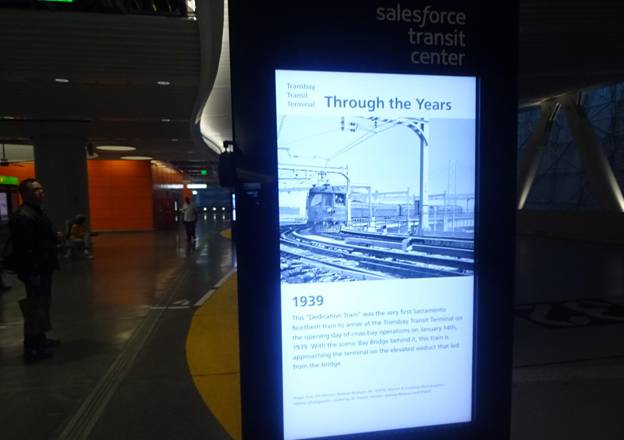 salesforce
transit
center
Transbay
Transit
Terminal
Through the Years
1939
This "Dedication Train" was the very first Sacramento
Northern train to arrive at the Transbay Transit Terminal on
the opening day of cross-bay operations on January 14th,
1939. With the scenic Bay Bridge behind it, this train is
approaching the terminal on the elevated viaduct that led
from the bridge.